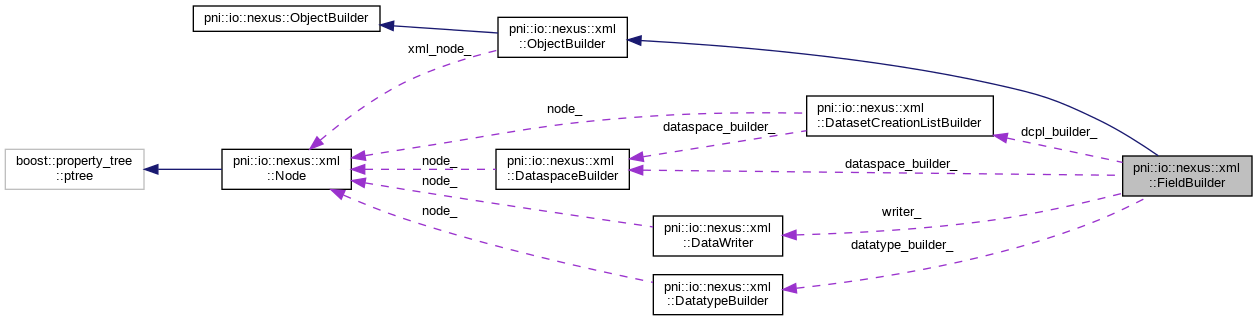 pni::io::nexus::ObjectBuilder
pni::io::nexus::xml
::ObjectBuilder
xml_node_
node_
pni::io::nexus::xml
::DatasetCreationListBuilder
dataspace_builder_
dcpl_builder_
boost::property_tree
::ptree
pni::io::nexus::xml
::Node
node_
pni::io::nexus::xml
::DataspaceBuilder
dataspace_builder_
pni::io::nexus::xml
::FieldBuilder
node_
node_
pni::io::nexus::xml
::DataWriter
writer_
datatype_builder_
pni::io::nexus::xml
::DatatypeBuilder